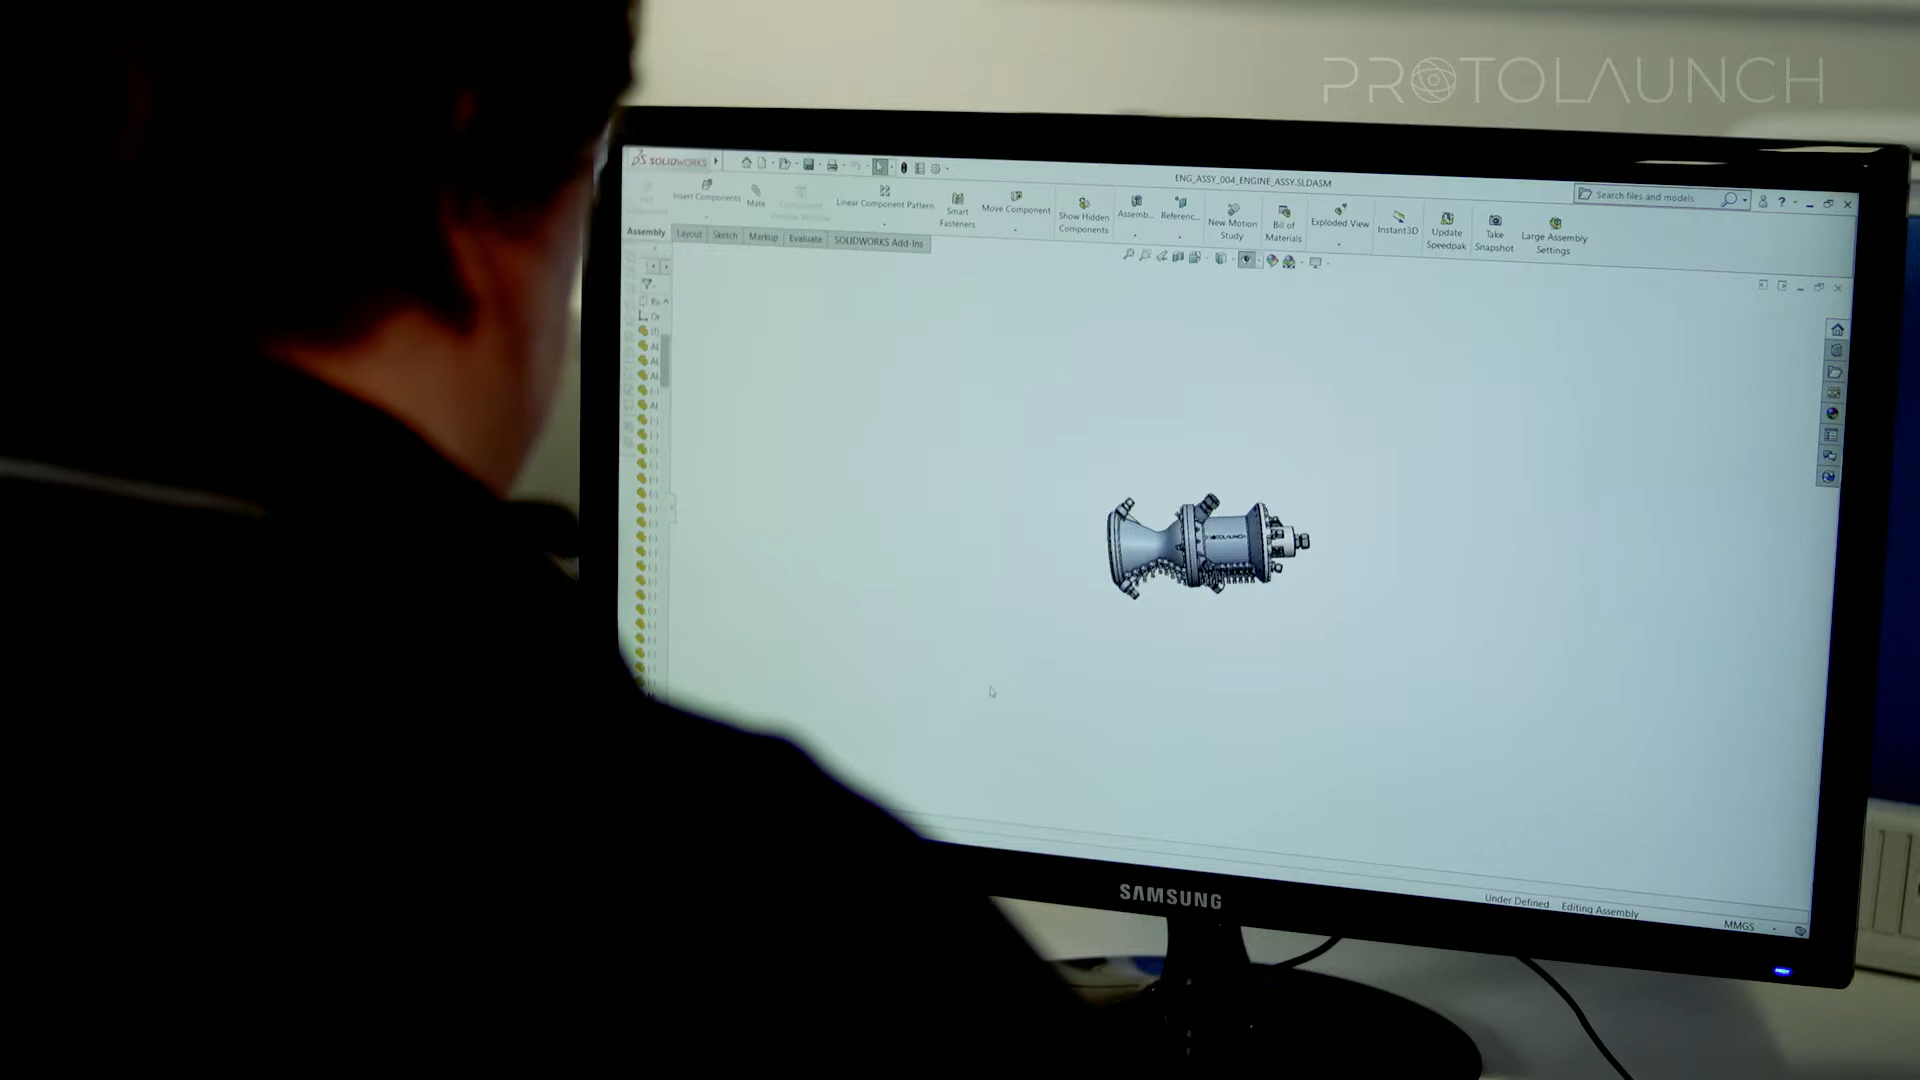 PROTOLAUNCH
SOLIDWORKS
ENG_ASSY_004_ENGINE_ASSY.SLDASM
Search files and models
Insert Components
Mate
Linear Component Pattern
Smart
Fasteners
Move Component
Show Hidden
Components
Assemb...
Referenc...
New Motion
Study
Bill of
Materials
Exploded View
Instant3D
Update
Speedpak
Take
Snapshot
Large Assembly
Settings
Assembly
Layout
Sketch
Markup
Evaluate
SOLIDWORKS Add-Ins
PROTOLAUNCH
Under Defined
Editing Assembly
MMGS
SAMSUNG